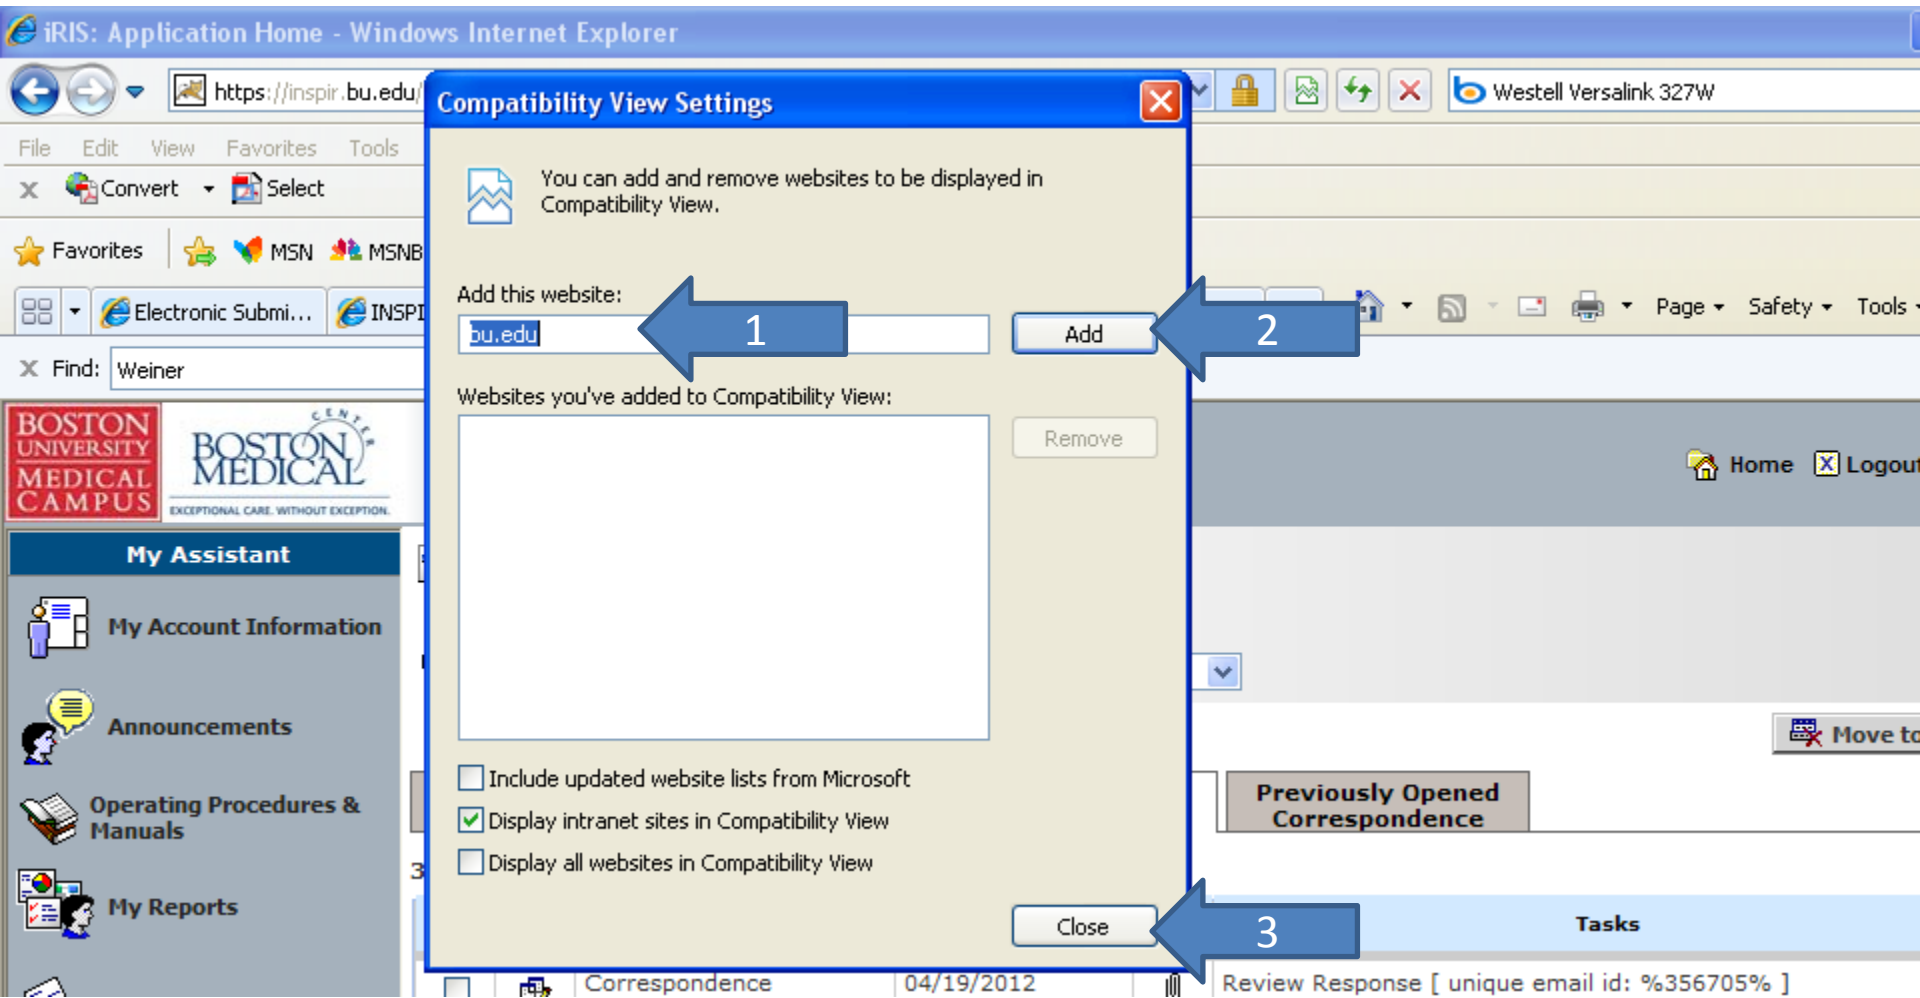 iRIS: Application Home - Windows Internet Explorer
https://inspir.bu.edu/
Westell Versalink 327W
File Edit View Favorites Tools
x Convert Select
Favorites MSN MSNB
Electronic Submi... INSPI
Page Safety Tools
x Find: Weiner
Compatibility View Settings
You can add and remove websites to be displayed in
Compatibility View.
Add this website:
bu.edu
1
Add
2
Websites you've added to Compatibility View:
Remove
Include updated website lists from Microsoft
Display intranet sites in Compatibility View
Display all websites in Compatibility View
Close
3
BOSTON
UNIVERSITY
MEDICAL
CAMPUS
BOSTON
MEDICAL
CENTER
EXCEPTIONAL CARE. WITHOUT EXCEPTION.
Home X Logout
My Assistant
My Account Information
Announcements
Operating Procedures &
Manuals
My Reports
Move to
Previously Opened
Correspondence
3
Tasks
Correspondence 04/19/2012 Review Response [ unique email id: %356705% ]